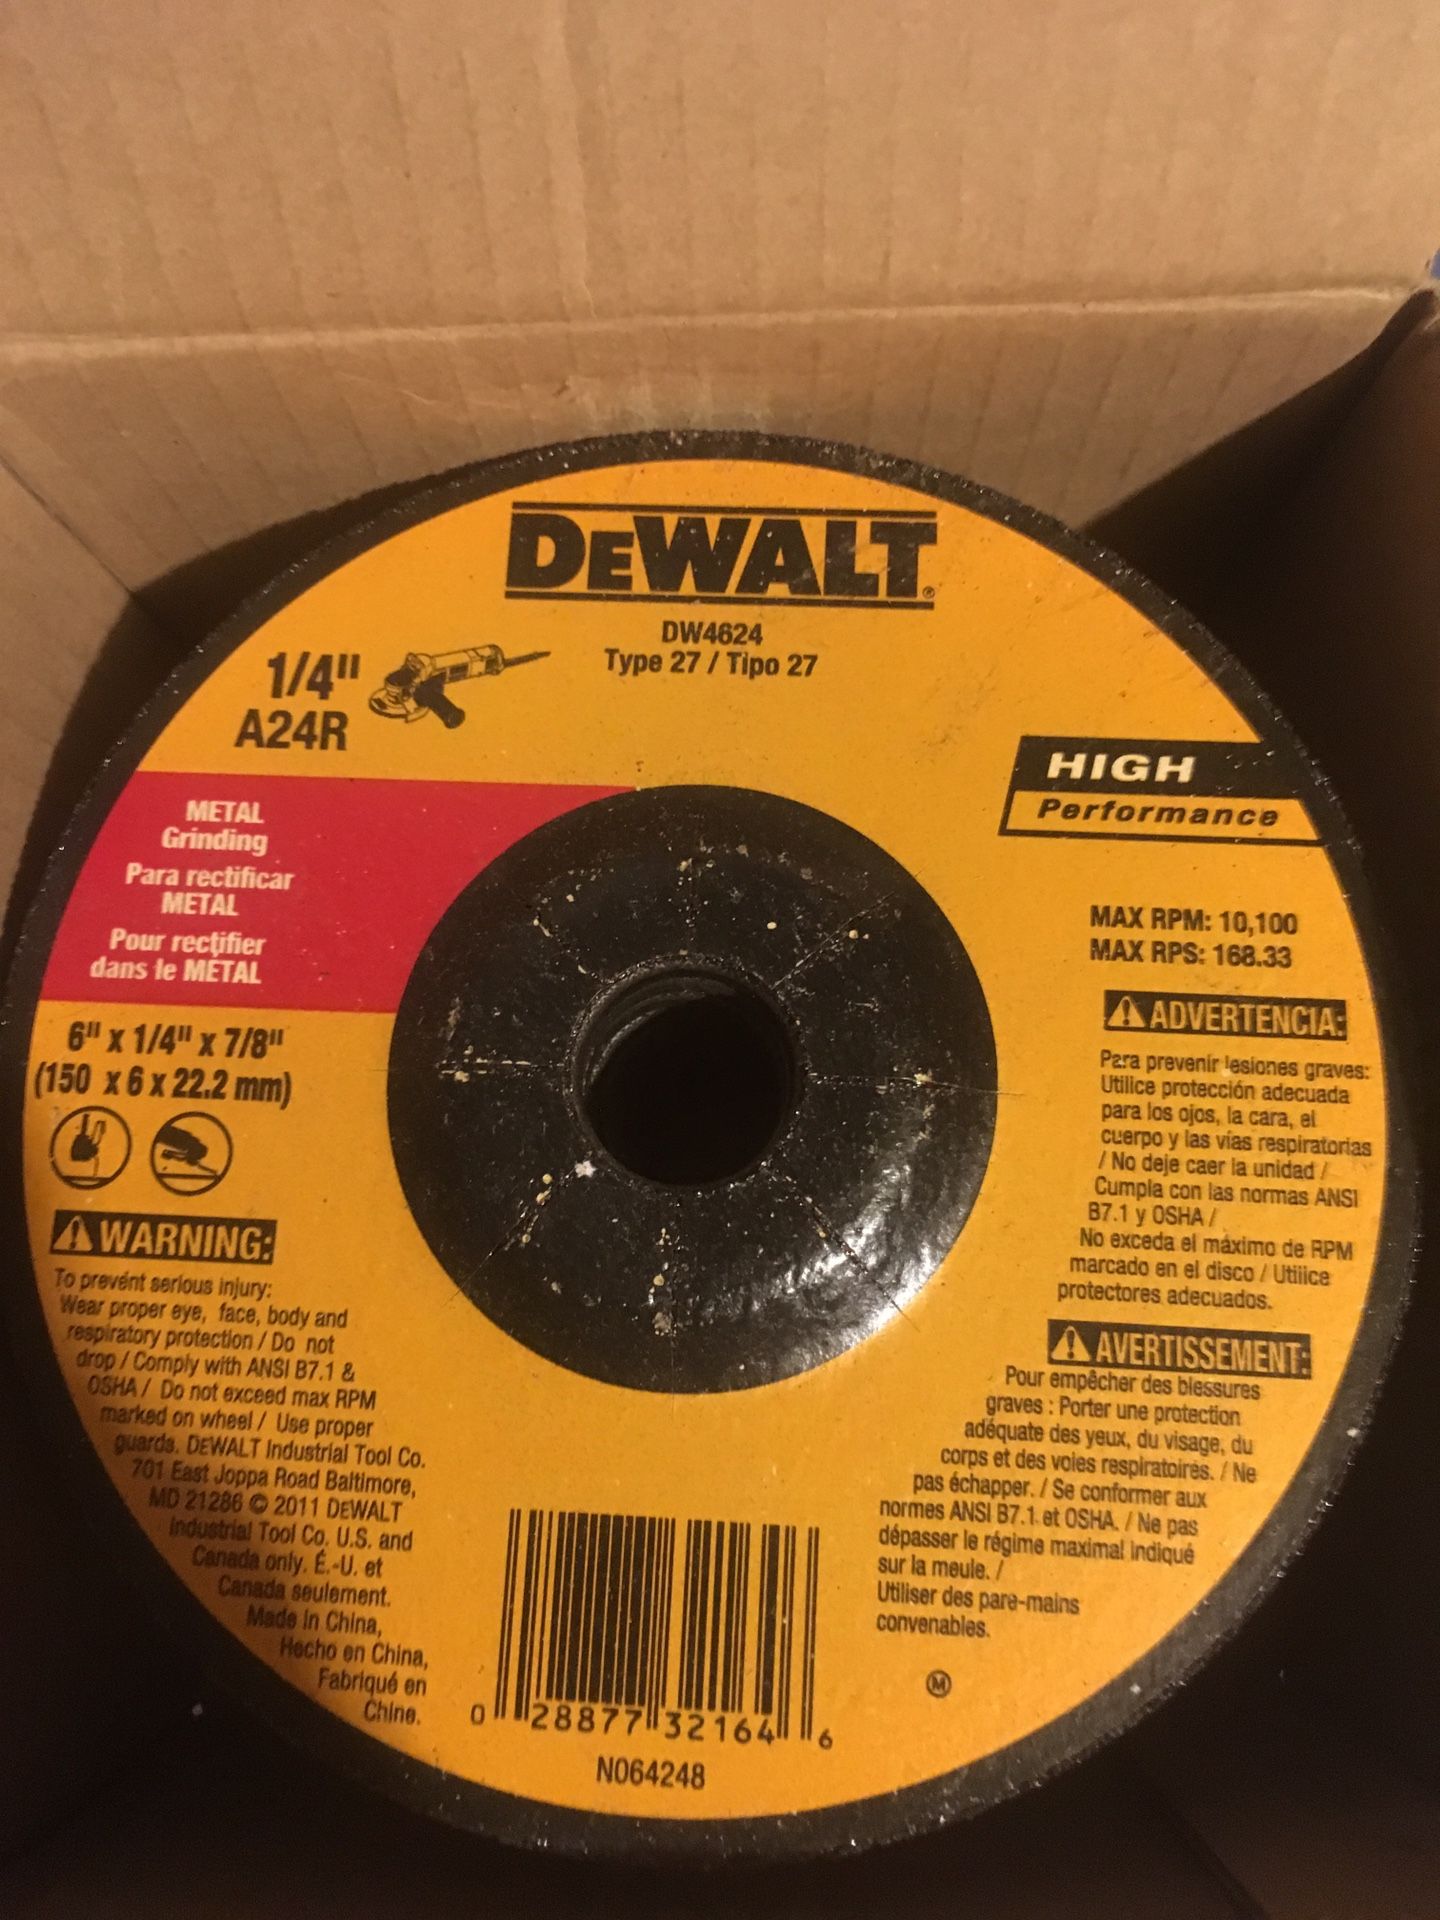 DEWALT®
DW4624
Type 27 / Tipo 27
1/4"
A24R
METAL
Grinding
Para rectificar
METAL
Pour rectifier
dans le METAL
6" x 1/4" x 7/8"
(150 x 6 x 22.2 mm)
WARNING:
To prevent serious injury:
Wear proper eye, face, body and
respiratory protection / Do not
drop / Comply with ANSI B7.1 &
OSHA / Do not exceed max RPM
marked on wheel / Use proper
guards. DEWALT Industrial Tool Co.
701 East Joppa Road Baltimore,
MD 21286 © 2011 DEWALT
Industrial Tool Co. U.S. and
Canada only. É.-U. et
Canada seulement.
Made in China,
Hecho en China,
Fabriqué en
Chine.
HIGH
Performance
MAX RPM: 10,100
MAX RPS: 168.33
ADVERTENCIA:
Para prevenir lesiones graves:
Utilice protección adecuada
para los ojos, la cara, el
cuerpo y las vías respiratorias
/ No deje caer la unidad /
Cumpla con las normas ANSI
B7.1 y OSHA /
No exceda el máximo de RPM
marcado en el disco / Utilice
protectores adecuados.
AVERTISSEMENT:
Pour empêcher des blessures
graves : Porter une protection
adéquate des yeux, du visage, du
corps et des voies respiratoires. / Ne
pas échapper. / Se conformer aux
normes ANSI B7.1 et OSHA. / Ne pas
dépasser le régime maximal indiqué
sur la meule. /
Utiliser des pare-mains
convenables.
M
0 28877 32164 6
N064248